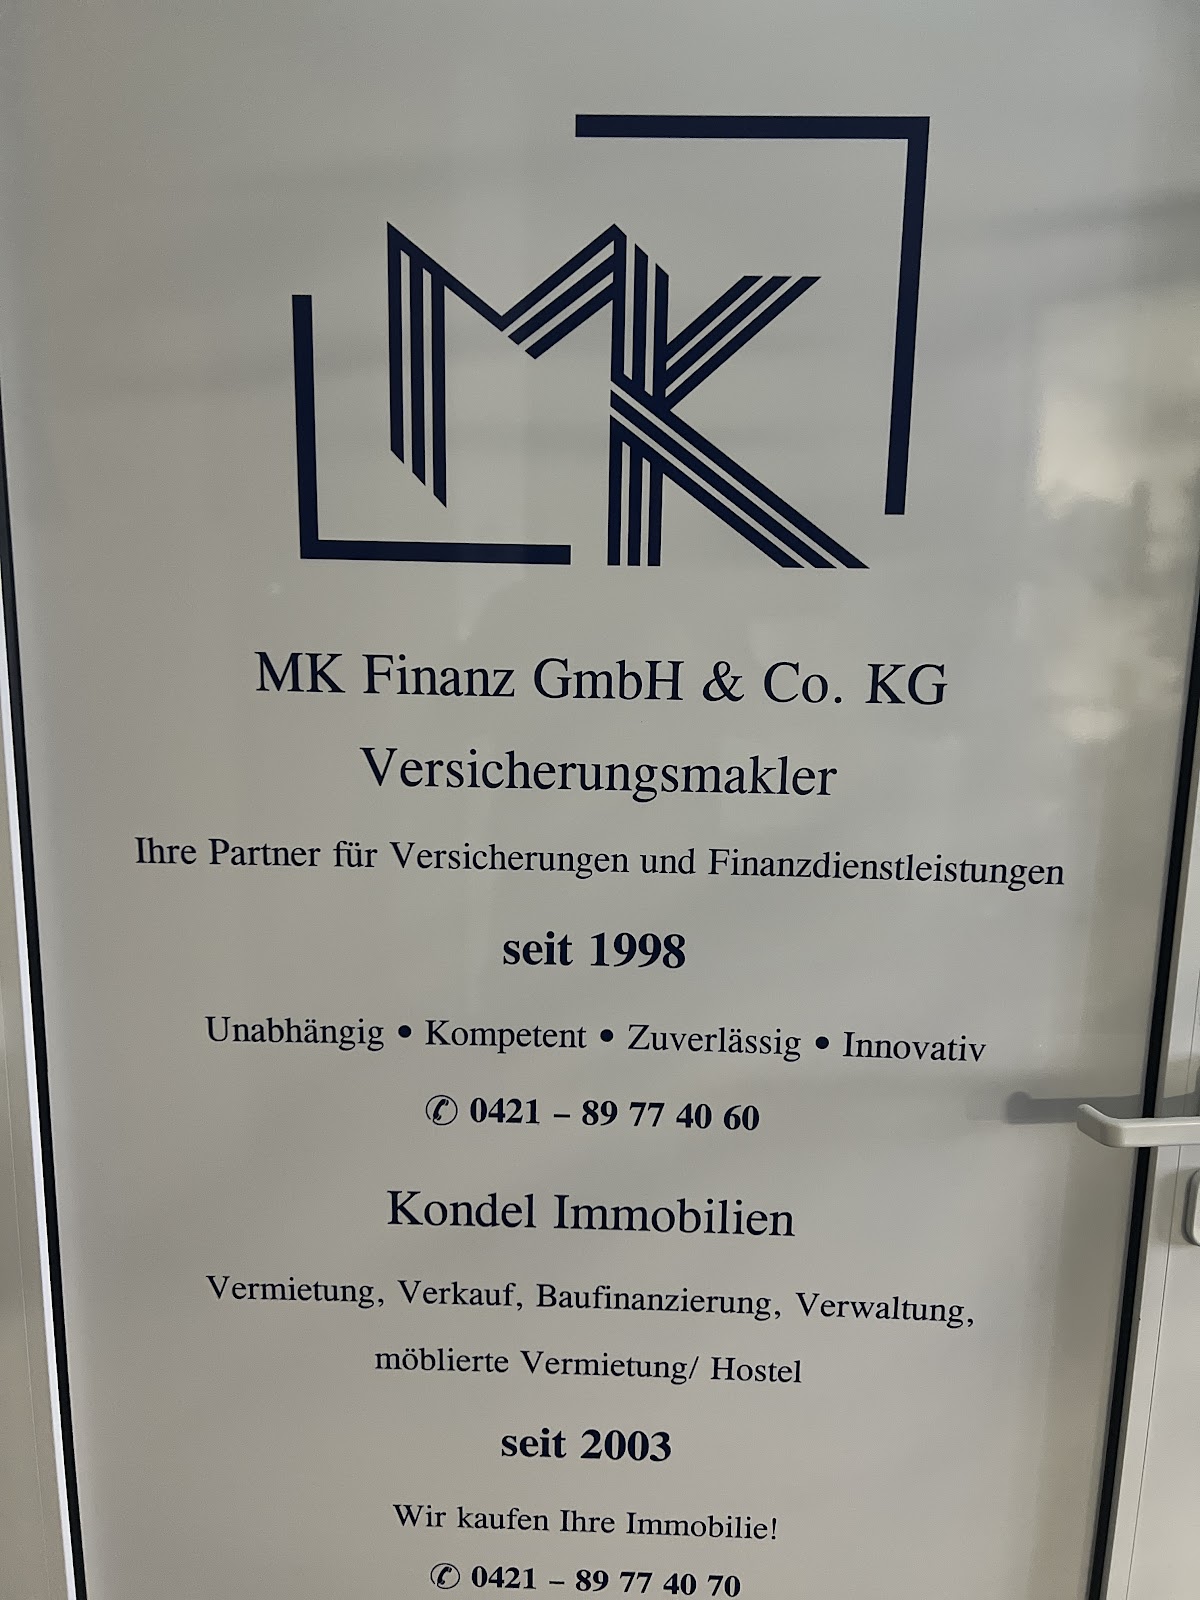 MK
MK Finanz GmbH & Co. KG
Versicherungsmakler
Ihre Partner für Versicherungen und Finanzdienstleistungen
seit 1998
Unabhängig • Kompetent • Zuverlässig • Innovativ
✆ 0421 – 89 77 40 60
Kondel Immobilien
Vermietung, Verkauf, Baufinanzierung, Verwaltung,
möblierte Vermietung/ Hostel
seit 2003
Wir kaufen Ihre Immobilie!
✆ 0421 – 89 77 40 70